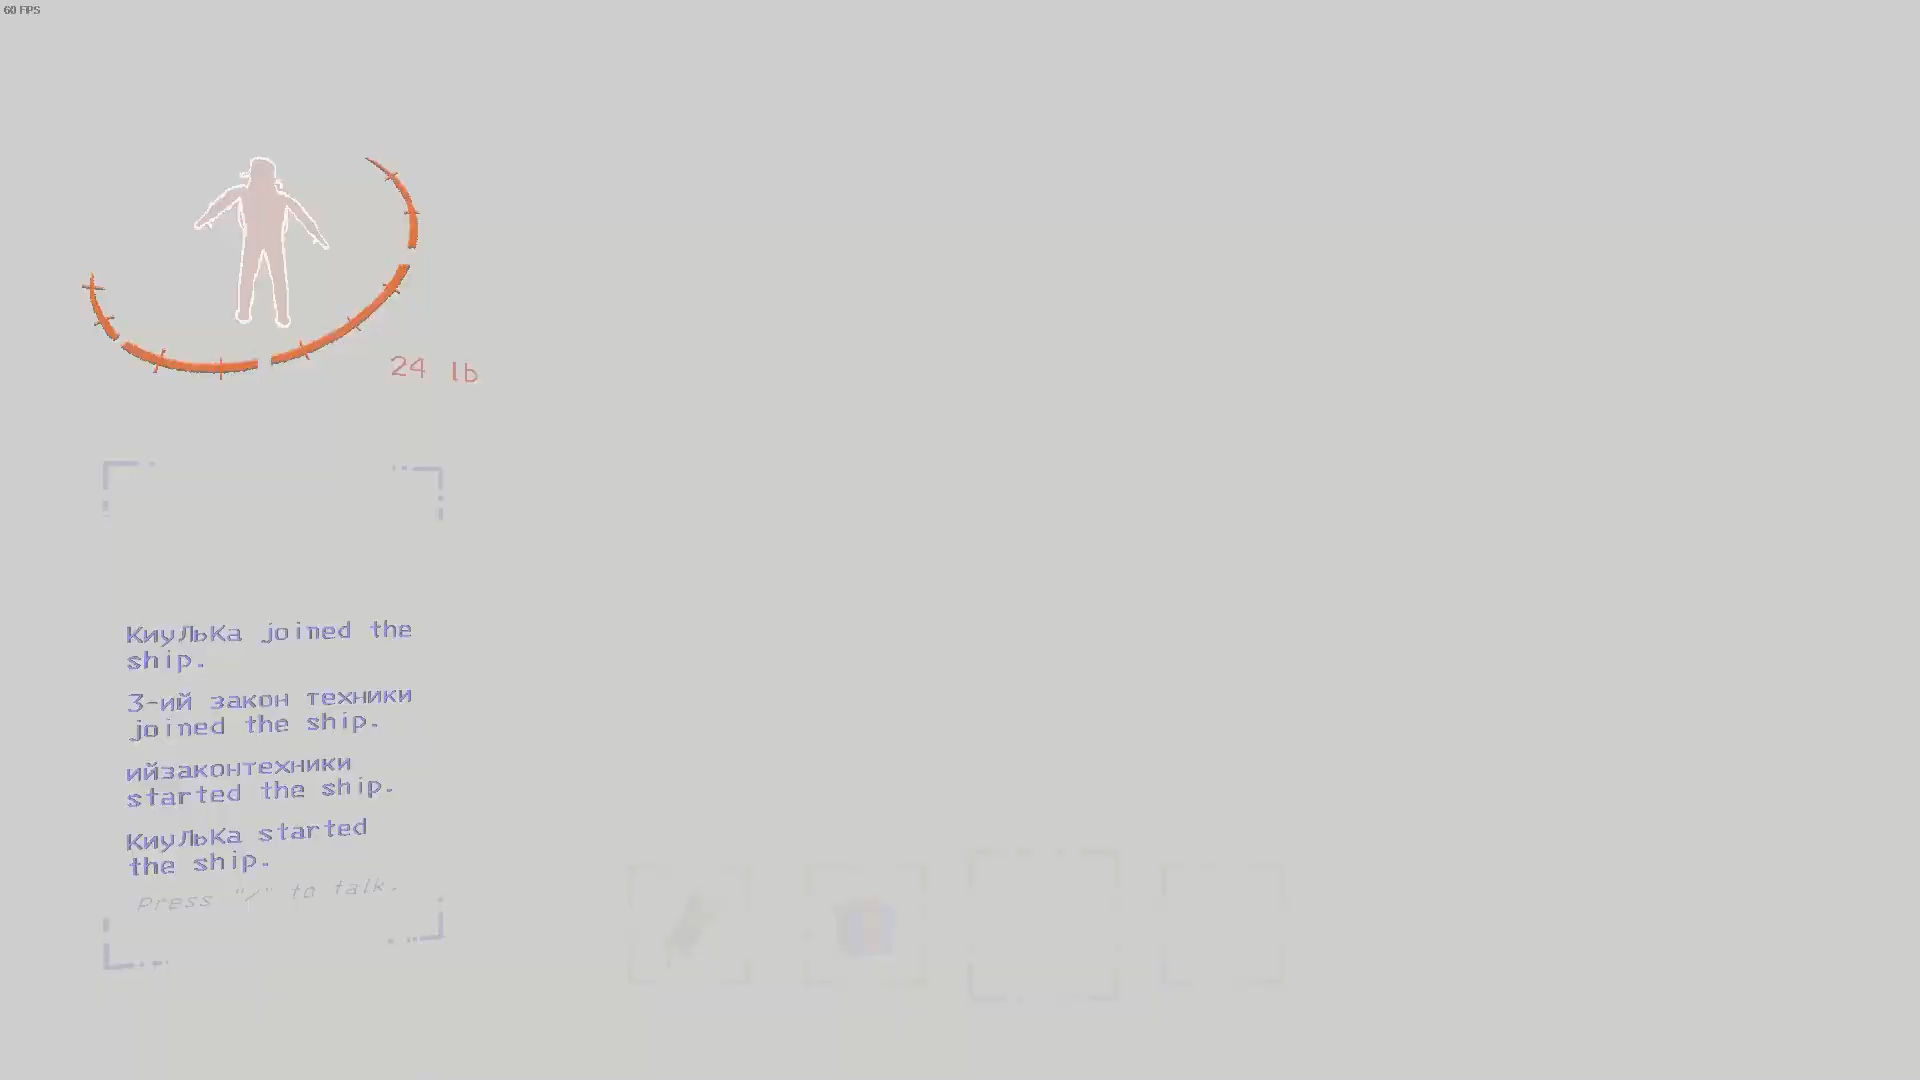 60 FPS
24 lb
КиуЛЬКа joined the
ship.
3-ий закон техники
joined the ship.
ийзаконтехники
started the ship.
КиуЛЬКа started
the ship.
Press "/" to talk.